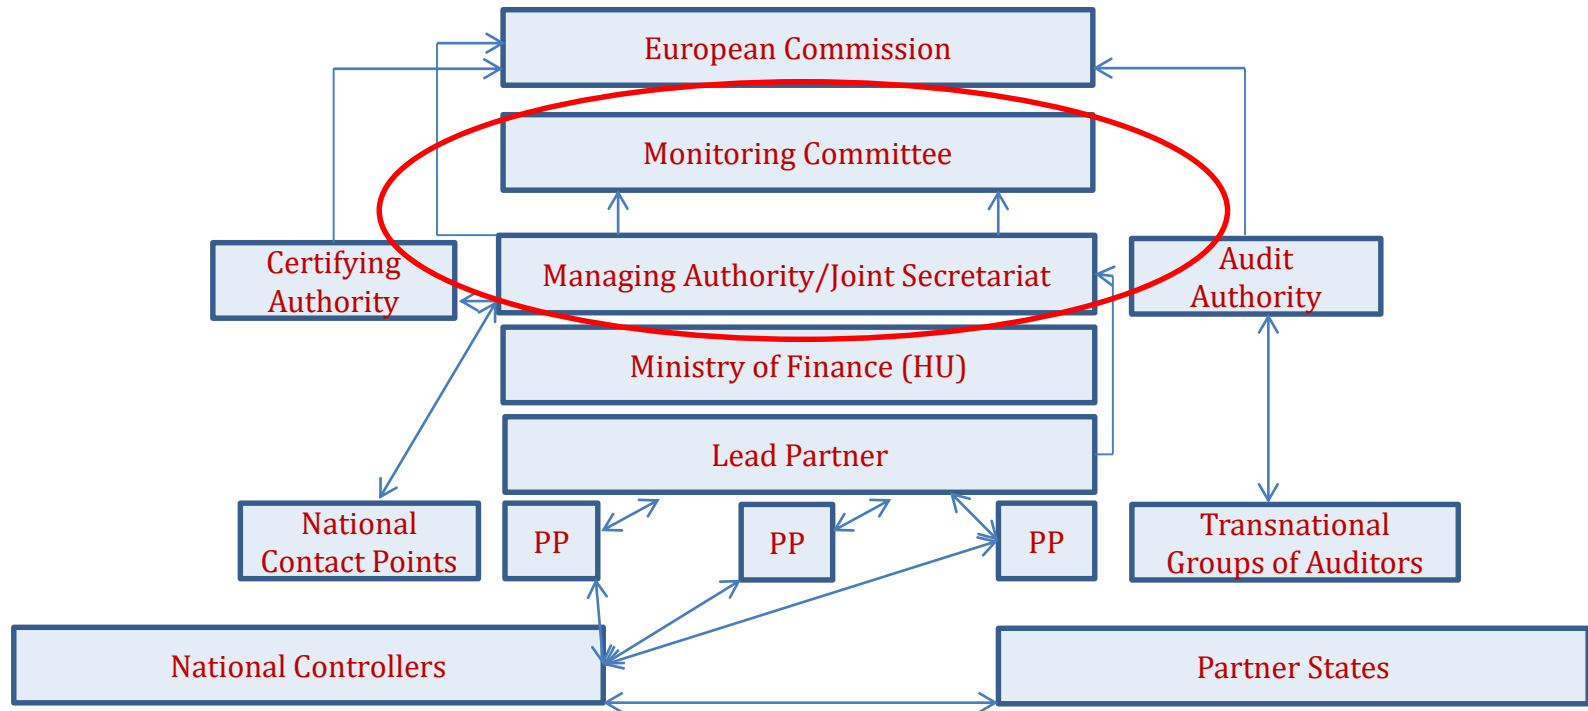 European Commission
Monitoring Committee
Certifying
Authority
Managing Authority/Joint Secretariat
Audit
Authority
Ministry of Finance (HU)
Lead Partner
National
Contact Points
PP
PP
PP
Transnational
Groups of Auditors
National Controllers
Partner States